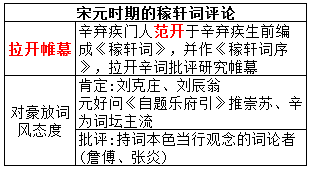 宋元时期的稼轩词评论
拉开帷幕
辛弃疾门人范开于辛弃疾生前编
成《稼轩词》，并作《稼轩词序
》，拉开辛词批评研究帷幕
对豪放词
风态度
肯定:刘克庄、刘辰翁
元好问《自题乐府引》推崇苏、辛
为词坛主流
批评:持词本色当行观念的词论者
(詹傅、张炎)